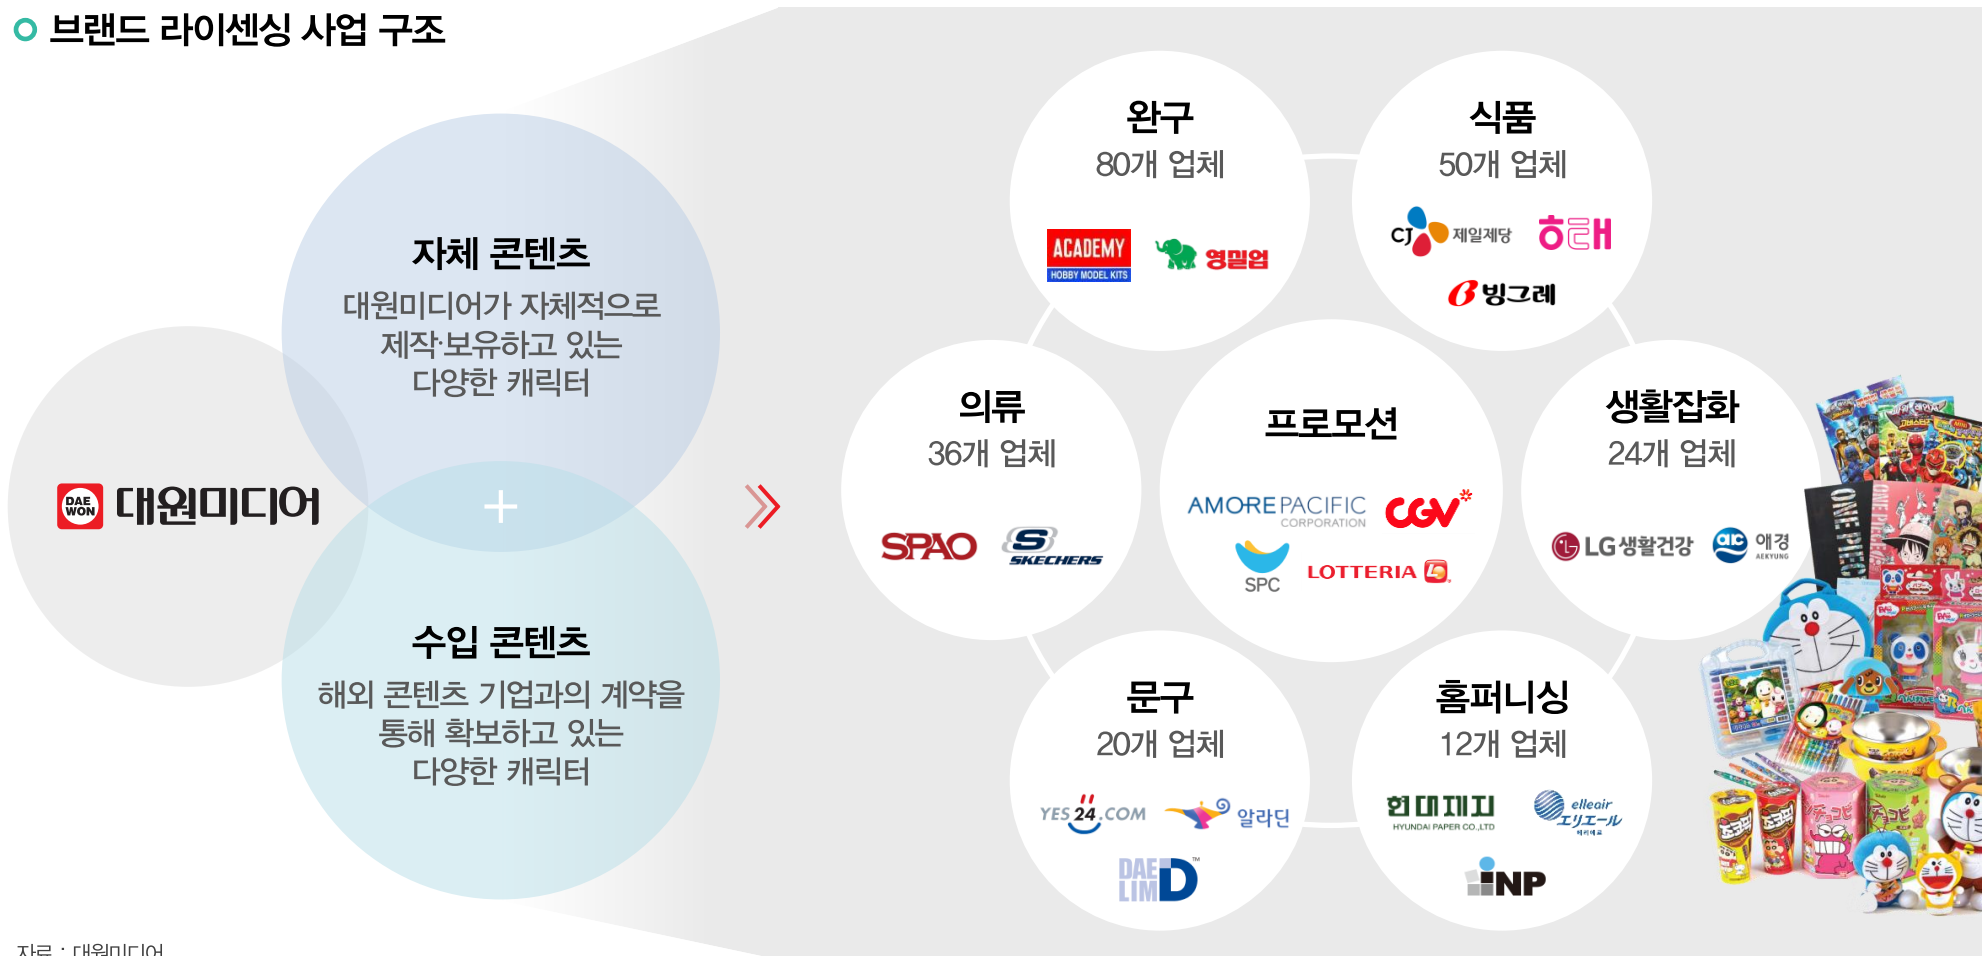 브랜드 라이센싱 사업 구조
DAE
WON
대원미디어
자체 콘텐츠
대원미디어가 자체적으로
제작·보유하고 있는
다양한 캐릭터
+
수입 콘텐츠
해외 콘텐츠 기업과의 계약을
통해 확보하고 있는
다양한 캐릭터
완구
80개 업체
ACADEMY
HOBBY MODEL KITS
영실업
식품
50개 업체
CJ 제일제당
해태
빙그레
의류
36개 업체
SPAO
SKECHERS
프로모션
AMOREPACIFIC
CORPORATION
CGV
SPC
LOTTERIA
생활잡화
24개 업체
LG생활건강
애경
AEKYUNG
문구
20개 업체
YES24.COM
알라딘
DAE
LIM
홈퍼니싱
12개 업체
현대제지
HYUNDAI PAPER CO.,LTD
elleair
エリエール
iNP
ONE PIECE
자료 : 대원미디어